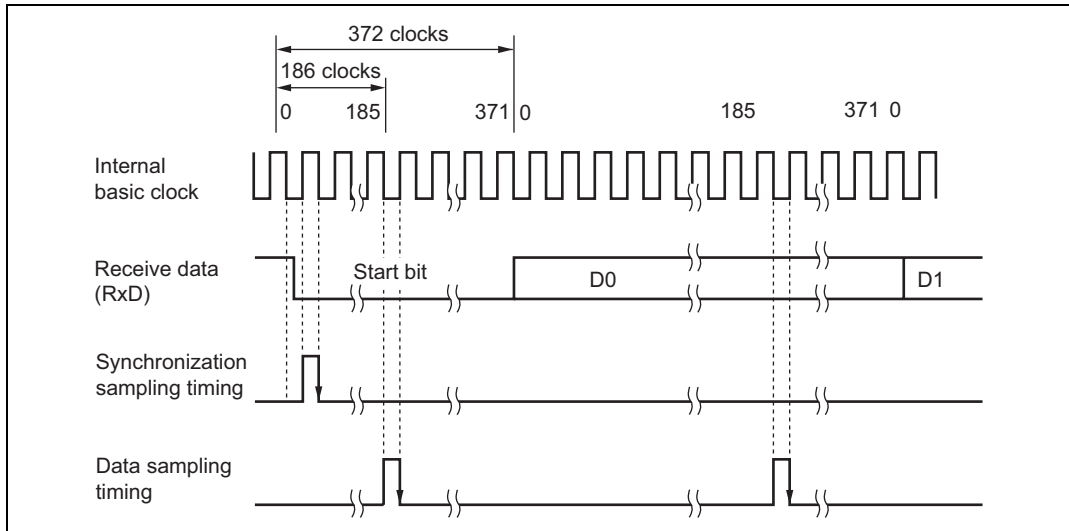 372 clocks
186 clocks
0 185 371 0 185 371 0
Internal
basic clock
Receive data
(RxD)
Start bit D0 D1
Synchronization
sampling timing
Data sampling
timing